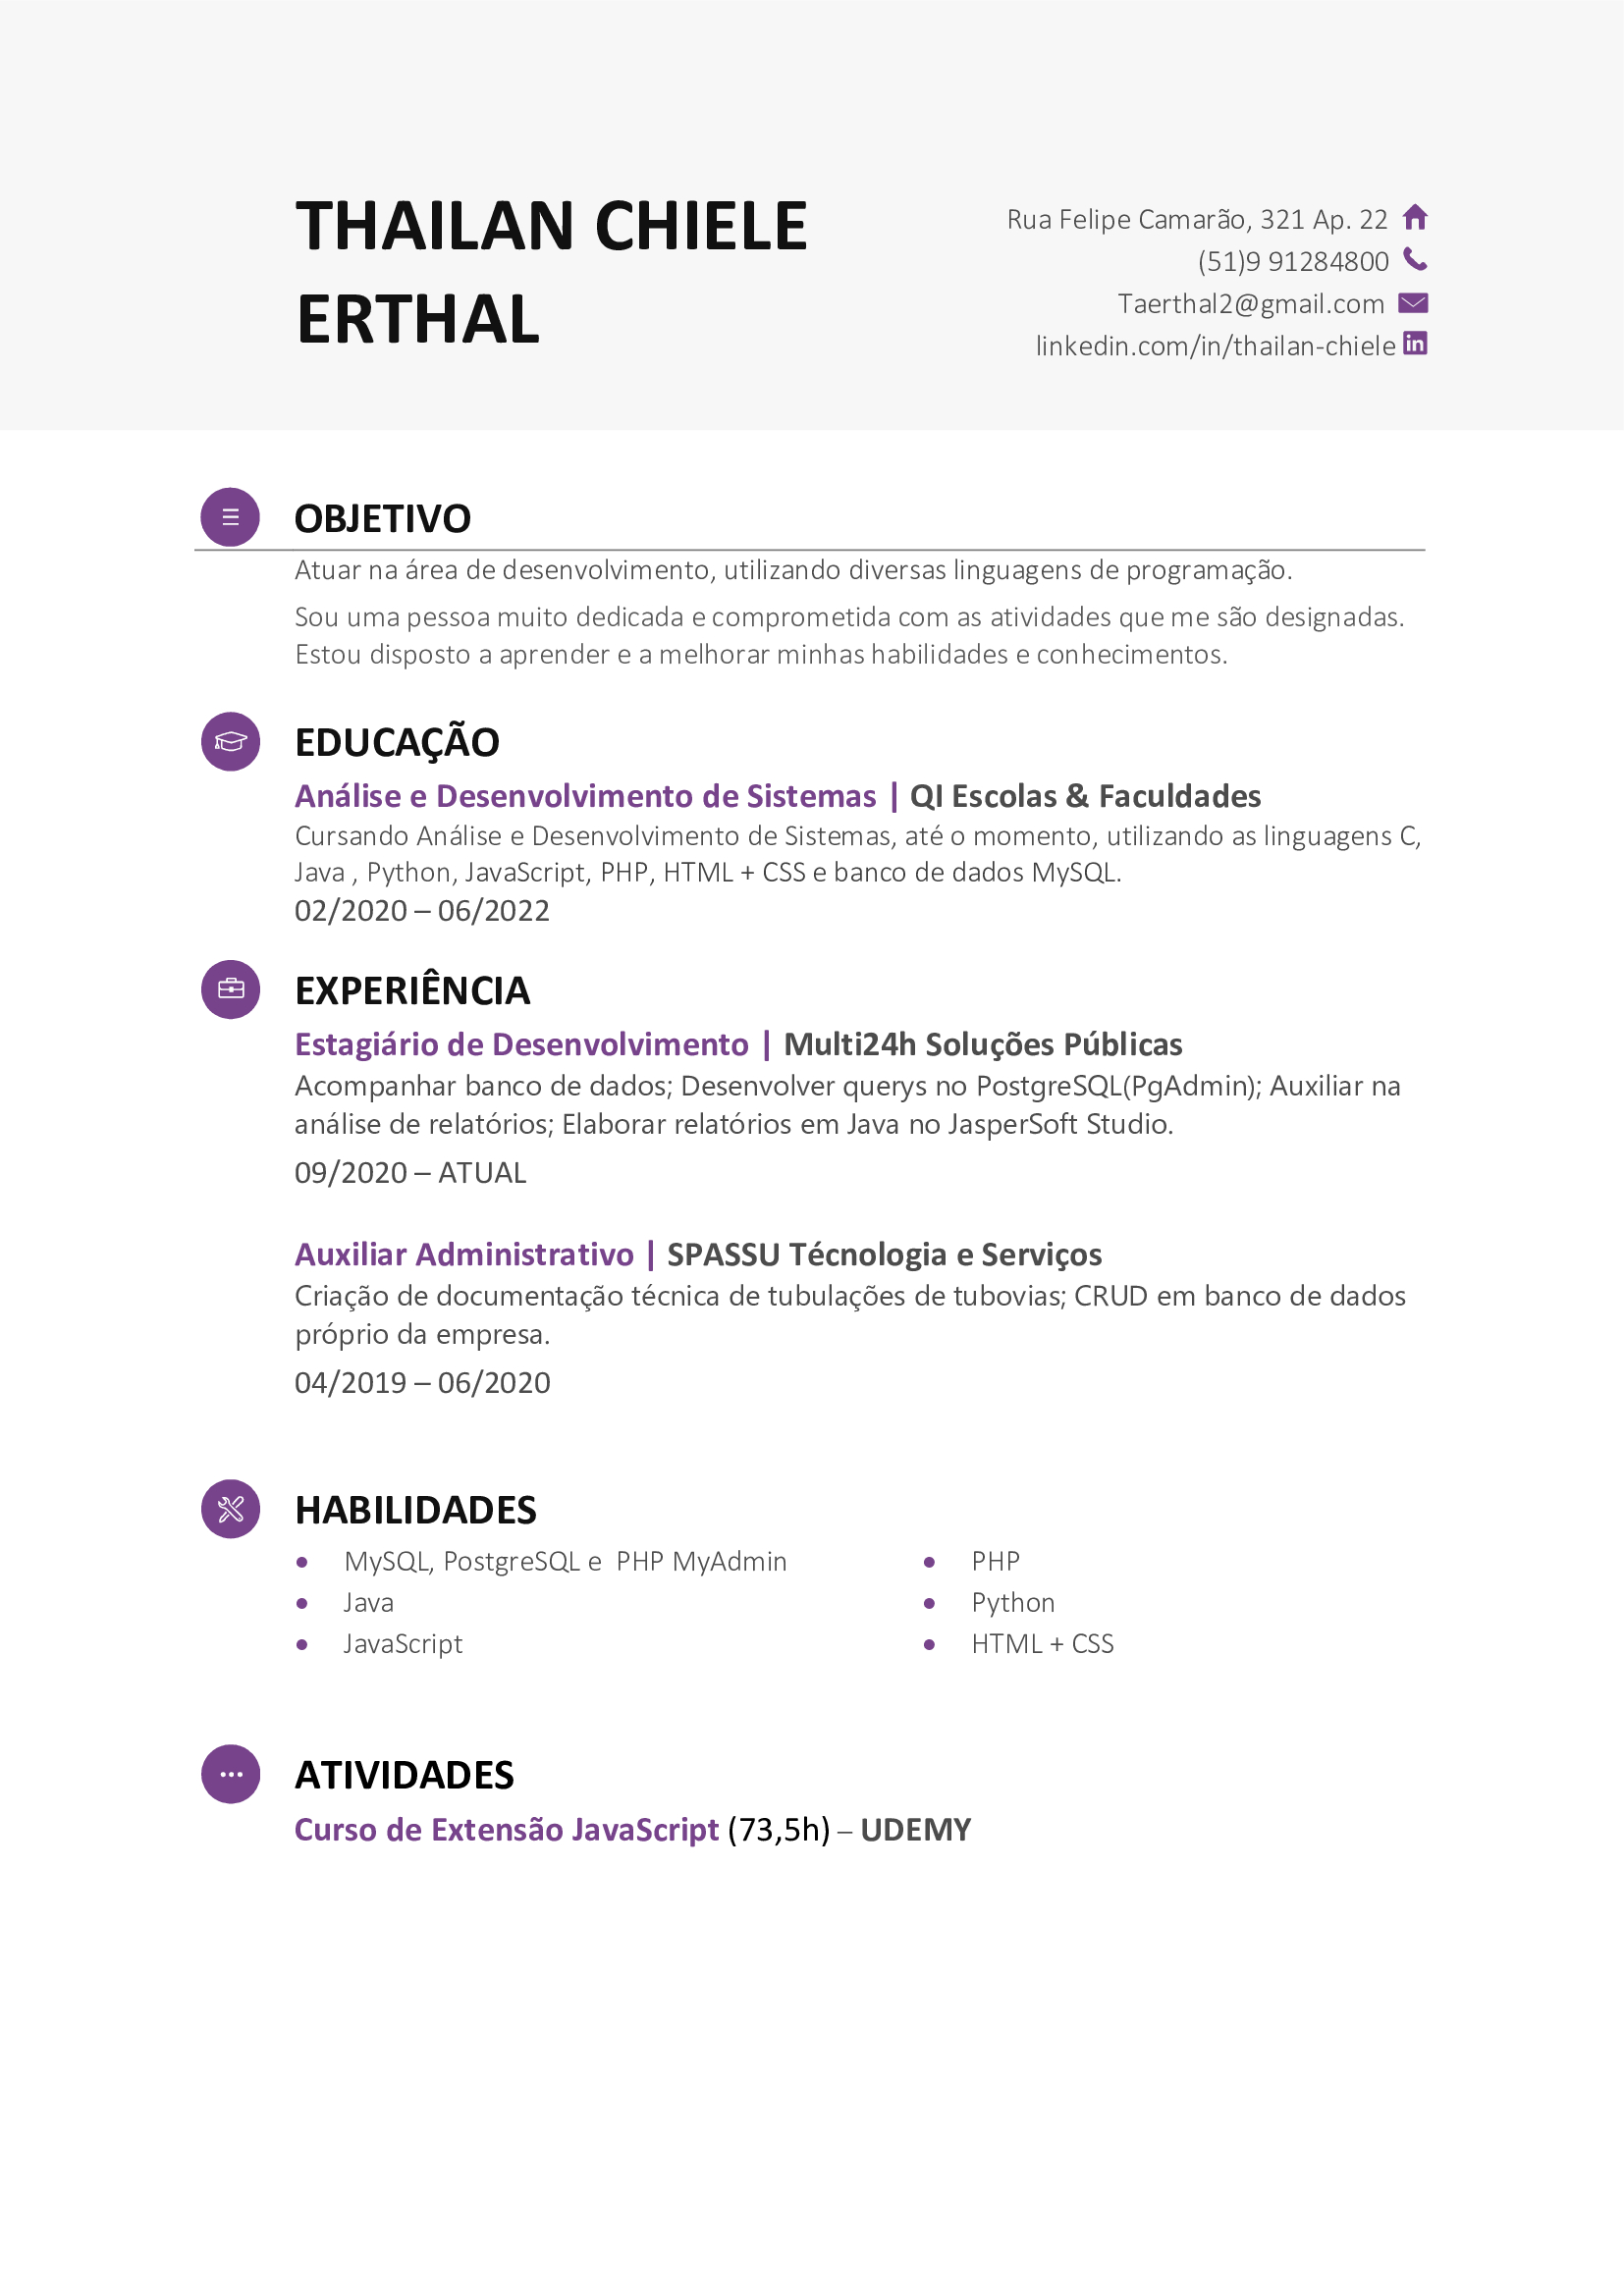 THAILAN CHIELE
ERTHAL
Rua Felipe Camarão, 321 Ap. 22
(51)9 91284800
Taerthal2@gmail.com
linkedin.com/in/thailan-chiele
OBJETIVO
Atuar na área de desenvolvimento, utilizando diversas linguagens de programação.
Sou uma pessoa muito dedicada e comprometida com as atividades que me são designadas.
Estou disposto a aprender e a melhorar minhas habilidades e conhecimentos.
EDUCAÇÃO
Análise e Desenvolvimento de Sistemas | QI Escolas & Faculdades
Cursando Análise e Desenvolvimento de Sistemas, até o momento, utilizando as linguagens C,
Java , Python, JavaScript, PHP, HTML + CSS e banco de dados MySQL.
02/2020 – 06/2022
EXPERIÊNCIA
Estagiário de Desenvolvimento | Multi24h Soluções Públicas
Acompanhar banco de dados; Desenvolver querys no PostgreSQL(PgAdmin); Auxiliar na
análise de relatórios; Elaborar relatórios em Java no JasperSoft Studio.
09/2020 – ATUAL
Auxiliar Administrativo | SPASSU Técnologia e Serviços
Criação de documentação técnica de tubulações de tubovias; CRUD em banco de dados
próprio da empresa.
04/2019 – 06/2020
HABILIDADES
• MySQL, PostgreSQL e PHP MyAdmin
• Java
• JavaScript
• PHP
• Python
• HTML + CSS
ATIVIDADES
Curso de Extensão JavaScript (73,5h) – UDEMY